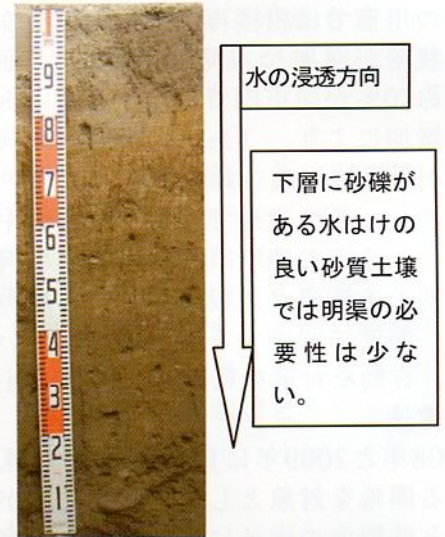 水の浸透方向
下層に砂礫が
ある水はけの
良い砂質土壌
では明渠の必
要性は少な
い。
1
9
8
7
6
5
4
3
2
1